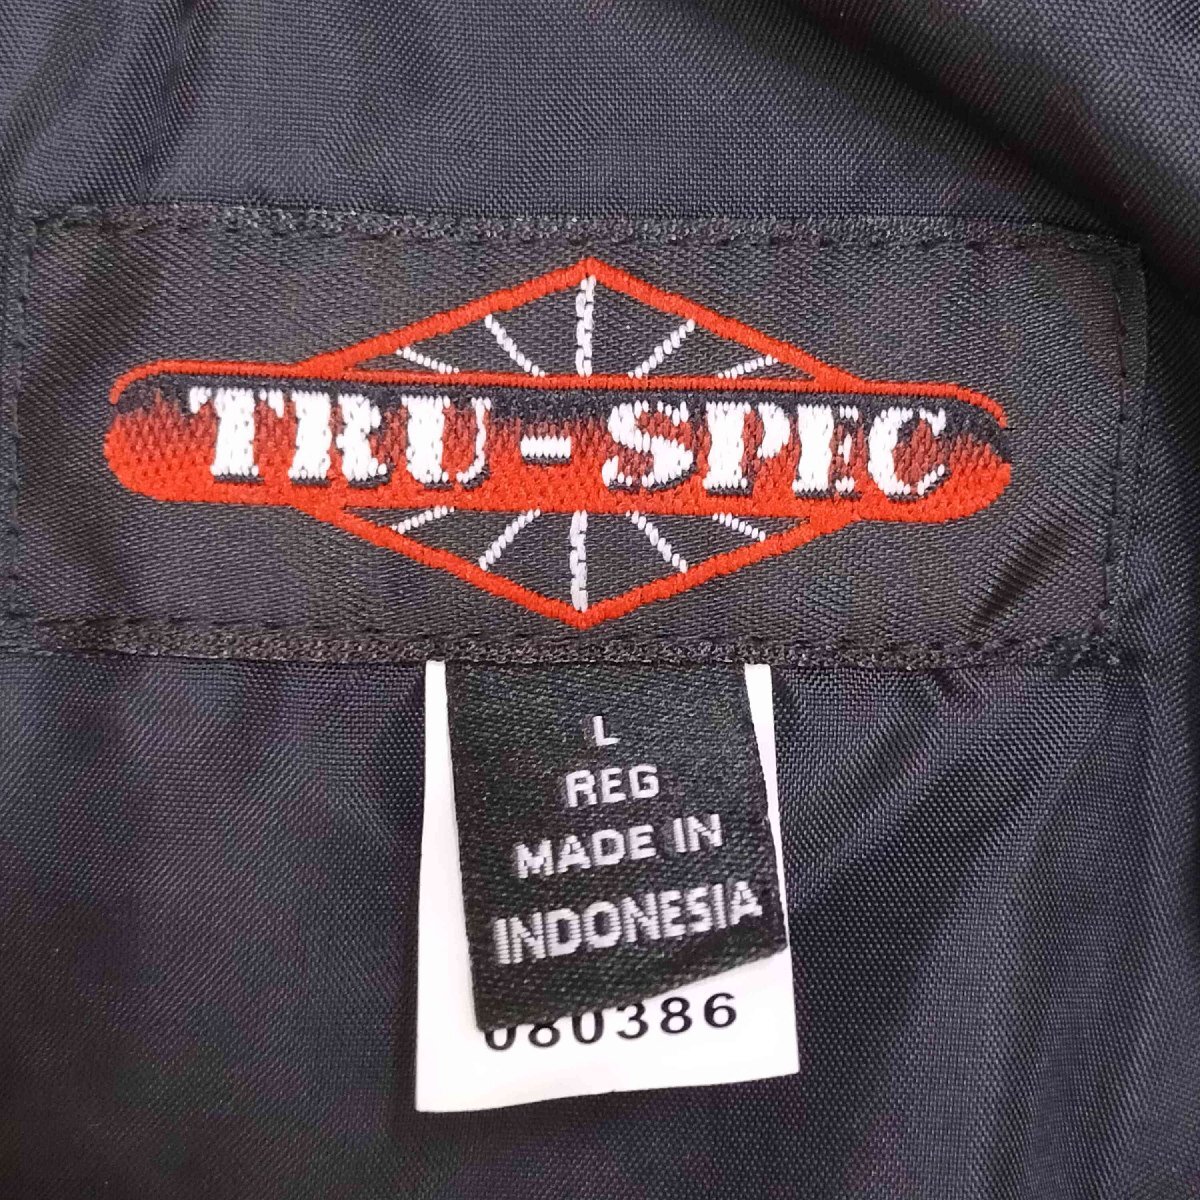 TRU-SPEC
L
REG
MADE IN
INDONESIA
080386